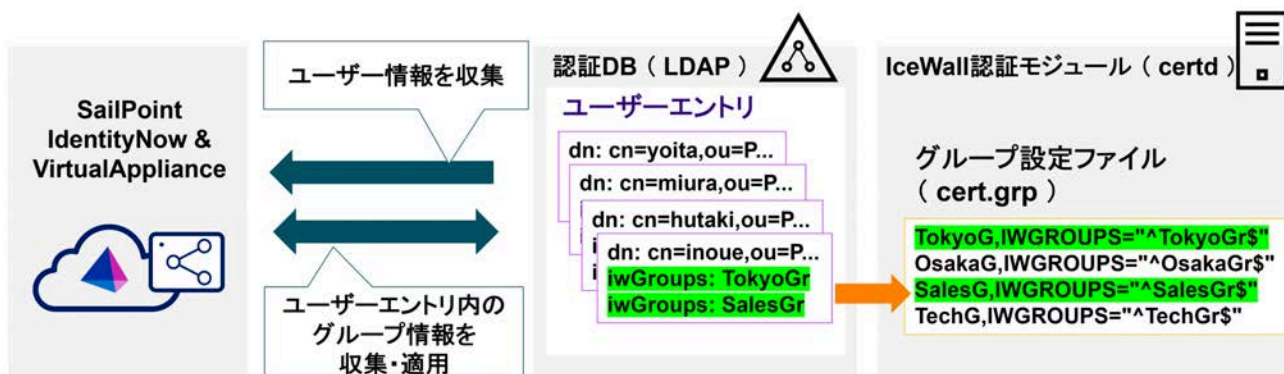 SailPoint
IdentityNow &
VirtualAppliance
ユーザー情報を収集
ユーザーエントリ内の
グループ情報を
収集・適用
認証DB（LDAP）
ユーザーエントリ
dn: cn=yoita,ou=P...
dn: cn=miura,ou=P...
dn: cn=hutaki,ou=P...
dn: cn=inoue,ou=P...
iwGroups: TokyoGr
iwGroups: SalesGr
IceWall認証モジュール（certd）
グループ設定ファイル
（cert.grp）
TokyoG,IWGROUPS="^TokyoGr$"
OsakaG,IWGROUPS="^OsakaGr$"
SalesG,IWGROUPS="^SalesGr$"
TechG,IWGROUPS="^TechGr$"